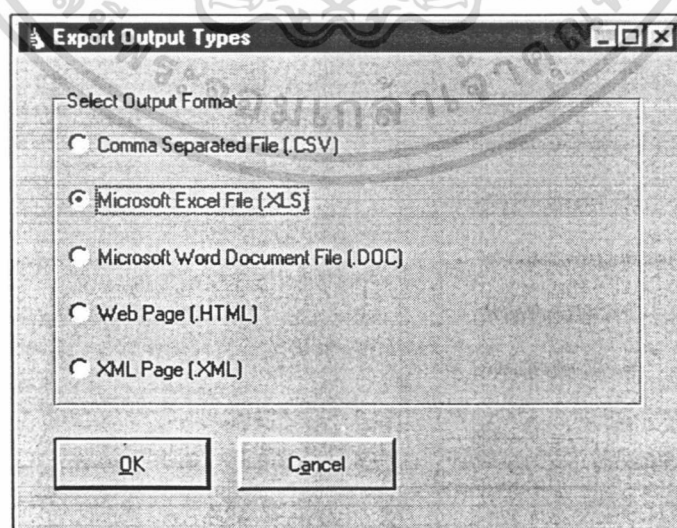 Export Output Types
Select Output Format
Comma Separated File (.CSV)
Microsoft Excel File (.XLS)
Microsoft Word Document File (.DOC)
Web Page (.HTML)
XML Page (.XML)
OK
Cancel